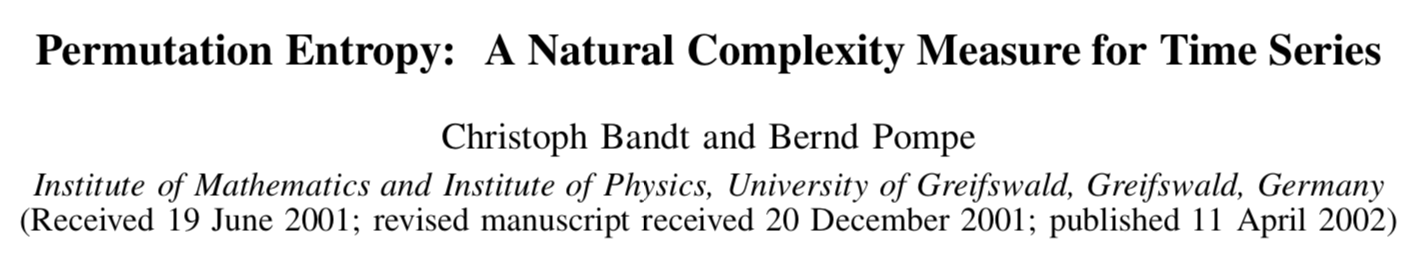 Permutation Entropy: A Natural Complexity Measure for Time Series
Christoph Bandt and Bernd Pompe
Institute of Mathematics and Institute of Physics, University of Greifswald, Greifswald, Germany
(Received 19 June 2001; revised manuscript received 20 December 2001; published 11 April 2002)